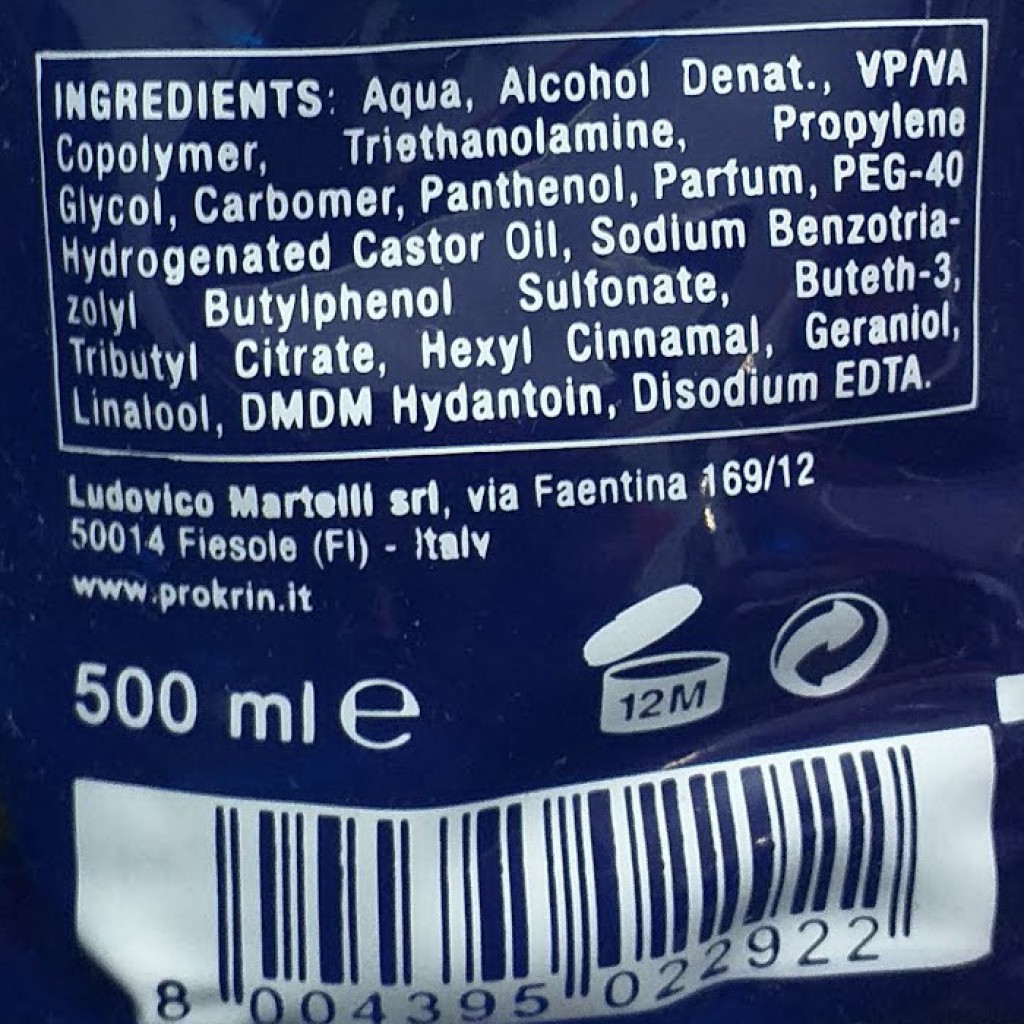 INGREDIENTS: Aqua, Alcohol Denat., VP/VA
Copolymer, Triethanolamine, Propylene
Glycol, Carbomer, Panthenol, Parfum, PEG-40
Hydrogenated Castor Oil, Sodium Benzotria-
zolyl Butylphenol Sulfonate, Buteth-3,
Tributyl Citrate, Hexyl Cinnamal, Geraniol,
Linalool, DMDM Hydantoin, Disodium EDTA.
Ludovico Martelli srl, via Faentina 169/12
50014 Fiesole (FI) - Italy
www.prokrin.it
500 ml e
12M
8 004395 022922